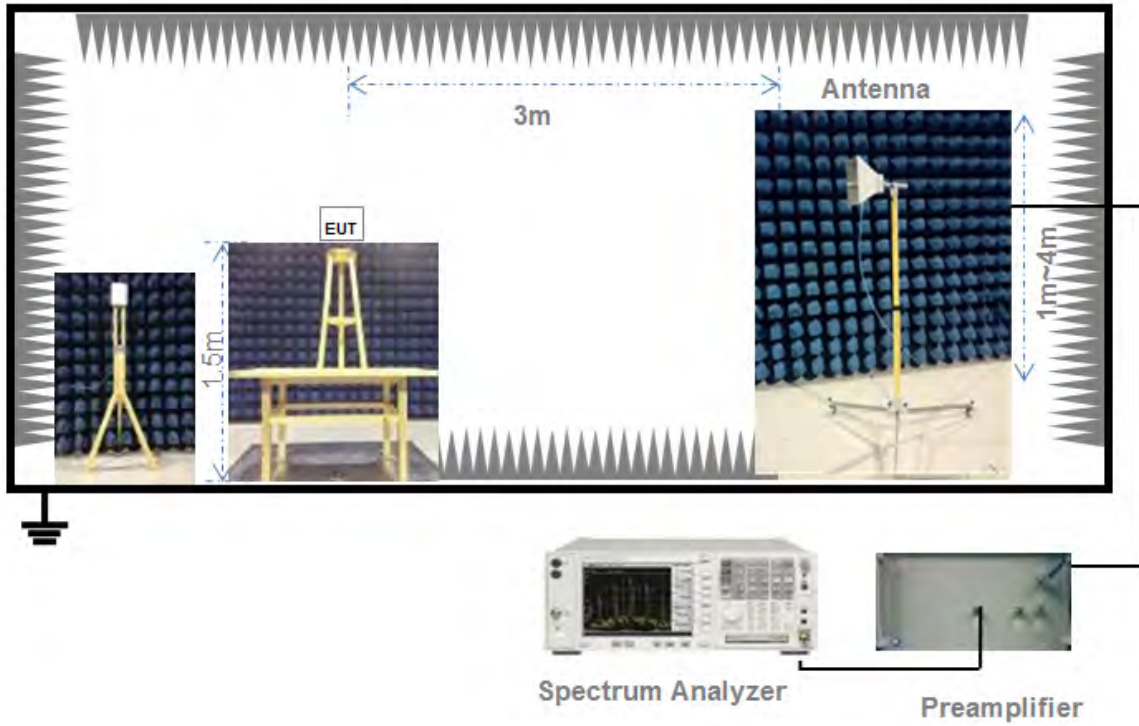 Antenna
3m
EUT
1m~4m
1.5m
Spectrum Analyzer
Preamplifier